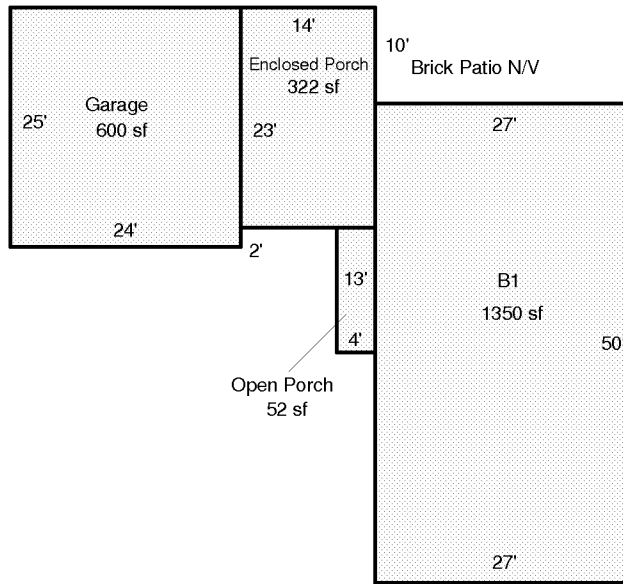 14'
10'
Brick Patio N/V
Enclosed Porch
322 sf
Garage
600 sf
25'
23'
27'
24'
2'
13'
B1
1350 sf
4'
50
Open Porch
52 sf
27'